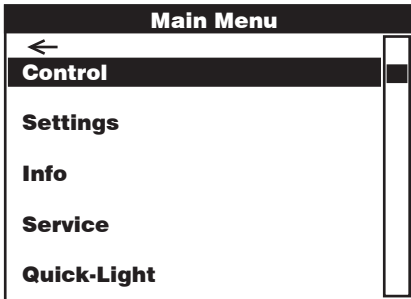 Main Menu
←
Control
Settings
Info
Service
Quick-Light